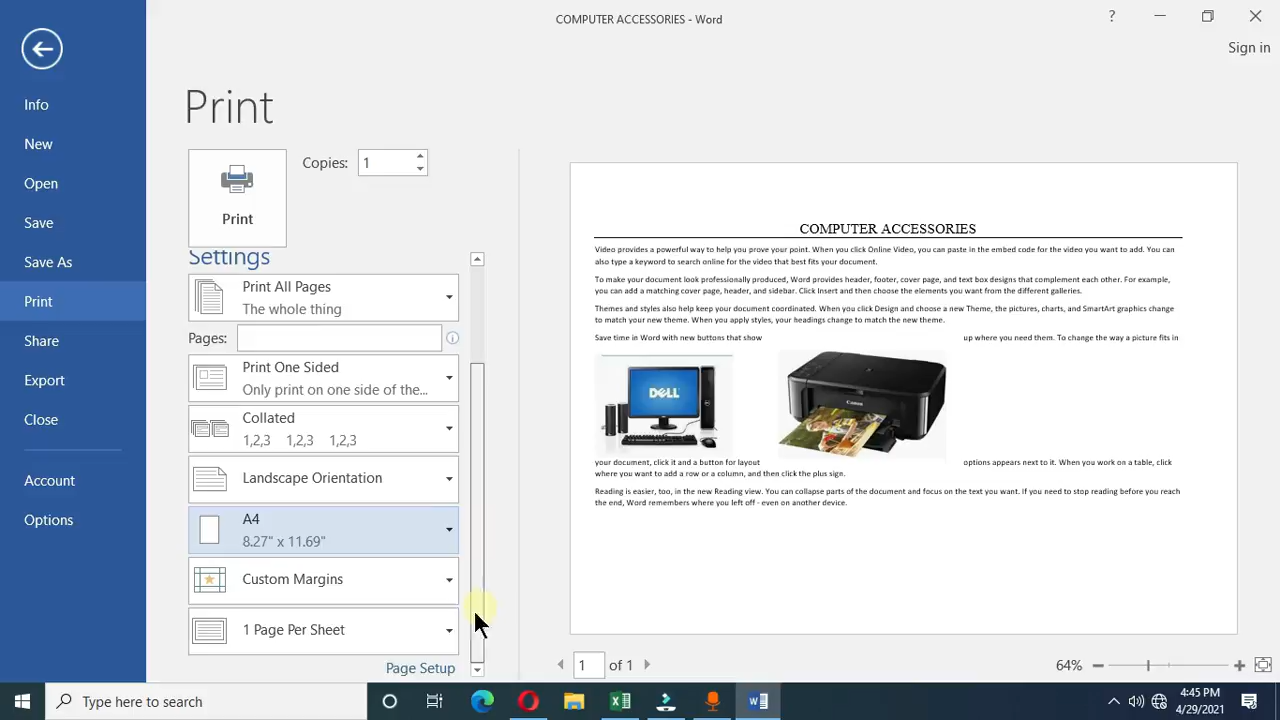 COMPUTER ACCESSORIES - Word
?
Sign in
Info
New
Open
Save
Save As
Print
Share
Export
Close
Account
Options
Print
Print
Copies: 1
Settings
Print All Pages
The whole thing
Pages:
Print One Sided
Only print on one side of the...
Collated
1,2,3 1,2,3 1,2,3
Landscape Orientation
A4
8.27" x 11.69"
Custom Margins
1 Page Per Sheet
Page Setup
COMPUTER ACCESSORIES
Video provides a powerful way to help you prove your point. When you click Online Video, you can paste in the embed code for the video you want to add. You can
also type a keyword to search online for the video that best fits your document.
To make your document look professionally produced, Word provides header, footer, cover page, and text box designs that complement each other. For example,
you can add a matching cover page, header, and sidebar. Click Insert and then choose the elements you want from the different galleries.
Themes and styles also help keep your document coordinated. When you click Design and choose a new Theme, the pictures, charts, and SmartArt graphics change
to match your new theme. When you apply styles, your headings change to match the new theme.
Save time in Word with new buttons that show up where you need them. To change the way a picture fits in
DELL
Canon
your document, click it and a button for layout options appears next to it. When you work on a table, click
where you want to add a row or a column, and then click the plus sign.
Reading is easier, too, in the new Reading view. You can collapse parts of the document and focus on the text you want. If you need to stop reading before you reach
the end, Word remembers where you left off - even on another device.
1 of 1
64%
Type here to search
4:45 PM
4/29/2021